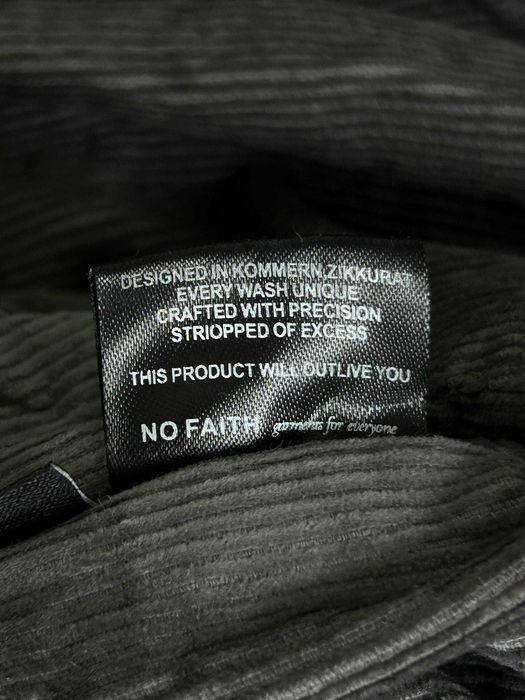 DESIGNED IN KOMMERN ZIKKURAT
EVERY WASH UNIQUE
CRAFTED WITH PRECISION
STRIOPPED OF EXCESS
THIS PRODUCT WILL OUTLIVE YOU
NO FAITH garments for everyone